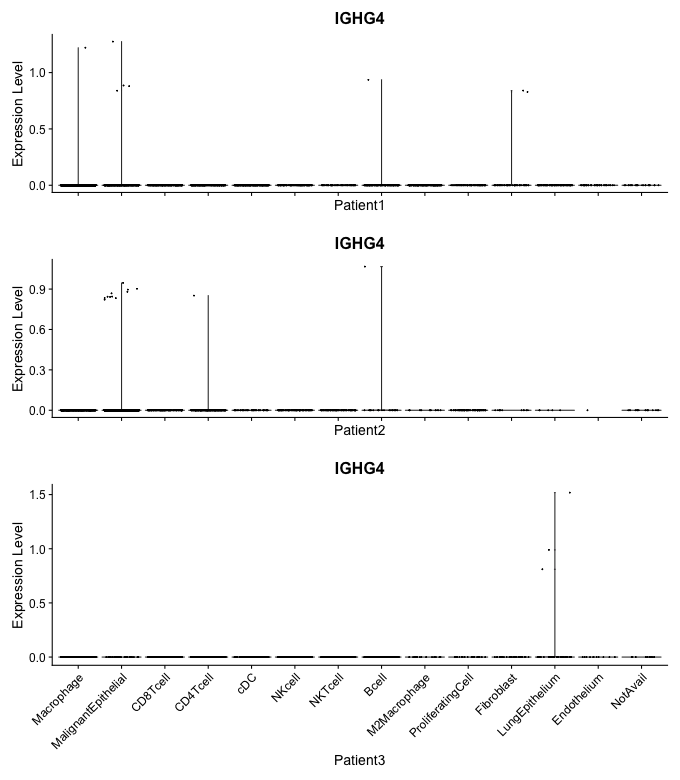 IGHG4
Expression Level
1.0
0.5
0.0
Patient1
IGHG4
Expression Level
0.9
0.6
0.3
0.0
Patient2
IGHG4
Expression Level
1.5
1.0
0.5
0.0
Macrophage
MalignantEpithelial
CD8Tcell
CD4Tcell
cDC
NKcell
NKTcell
Bcell
M2Macrophage
ProliferatingCell
Fibroblast
LungEpithelium
Endothelium
NotAvail
Patient3